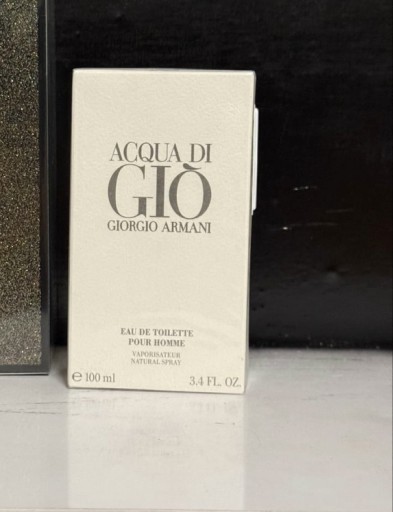 ACQUA DI
GIÒ
GIORGIO ARMANI
EAU DE TOILETTE
POUR HOMME
VAPORISATEUR
NATURAL SPRAY
℮ 100 ml 3.4 FL. OZ.